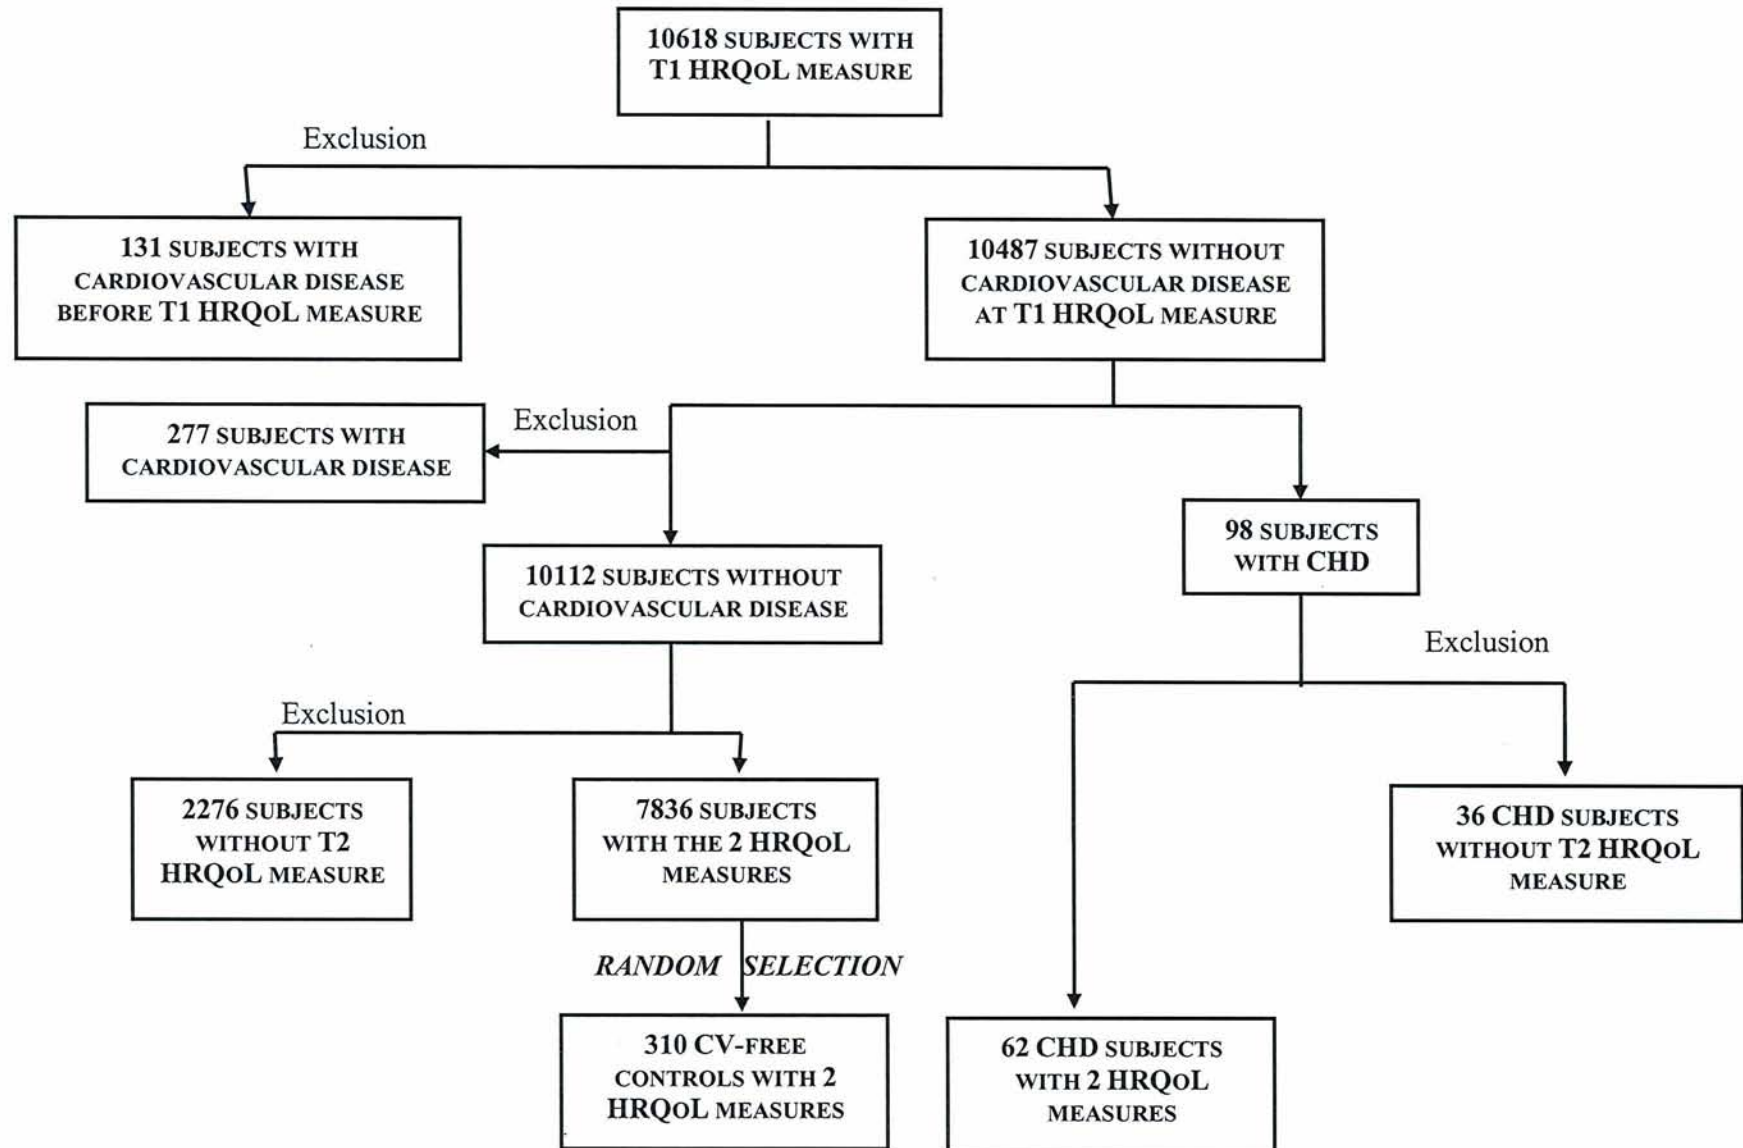 10618 SUBJECTS WITH
T1 HRQOL MEASURE
Exclusion
131 SUBJECTS WITH
CARDIOVASCULAR DISEASE
BEFORE T1 HRQOL MEASURE
10487 SUBJECTS WITHOUT
CARDIOVASCULAR DISEASE
AT T1 HRQOL MEASURE
277 SUBJECTS WITH
CARDIOVASCULAR DISEASE
Exclusion
98 SUBJECTS
WITH CHD
10112 SUBJECTS WITHOUT
CARDIOVASCULAR DISEASE
Exclusion
Exclusion
2276 SUBJECTS
WITHOUT T2
HRQOL MEASURE
7836 SUBJECTS
WITH THE 2 HRQOL
MEASURES
36 CHD SUBJECTS
WITHOUT T2 HRQOL
MEASURE
RANDOM SELECTION
310 CV-FREE
CONTROLS WITH 2
HRQOL MEASURES
62 CHD SUBJECTS
WITH 2 HRQOL
MEASURES